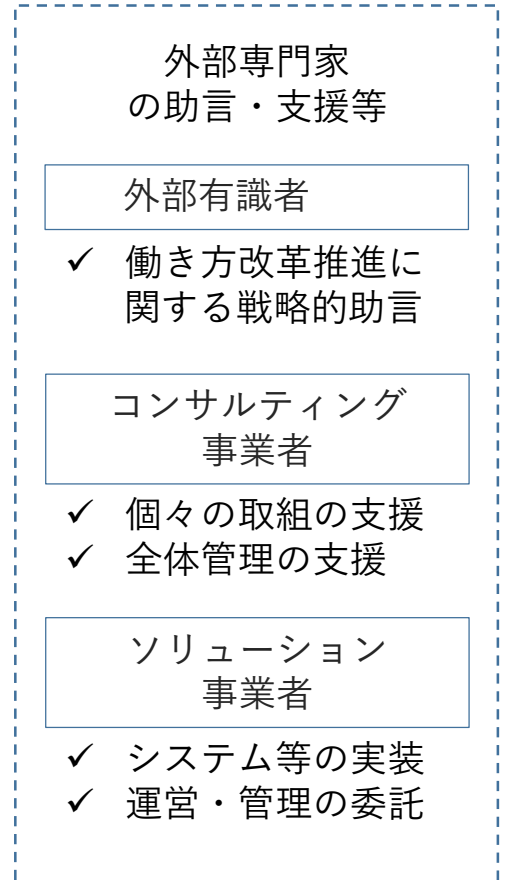 外部専門家
の助言・支援等
外部有識者
✓ 働き方改革推進に
関する戦略的助言
コンサルティング
事業者
✓ 個々の取組の支援
✓ 全体管理の支援
ソリューション
事業者
✓ システム等の実装
✓ 運営・管理の委託